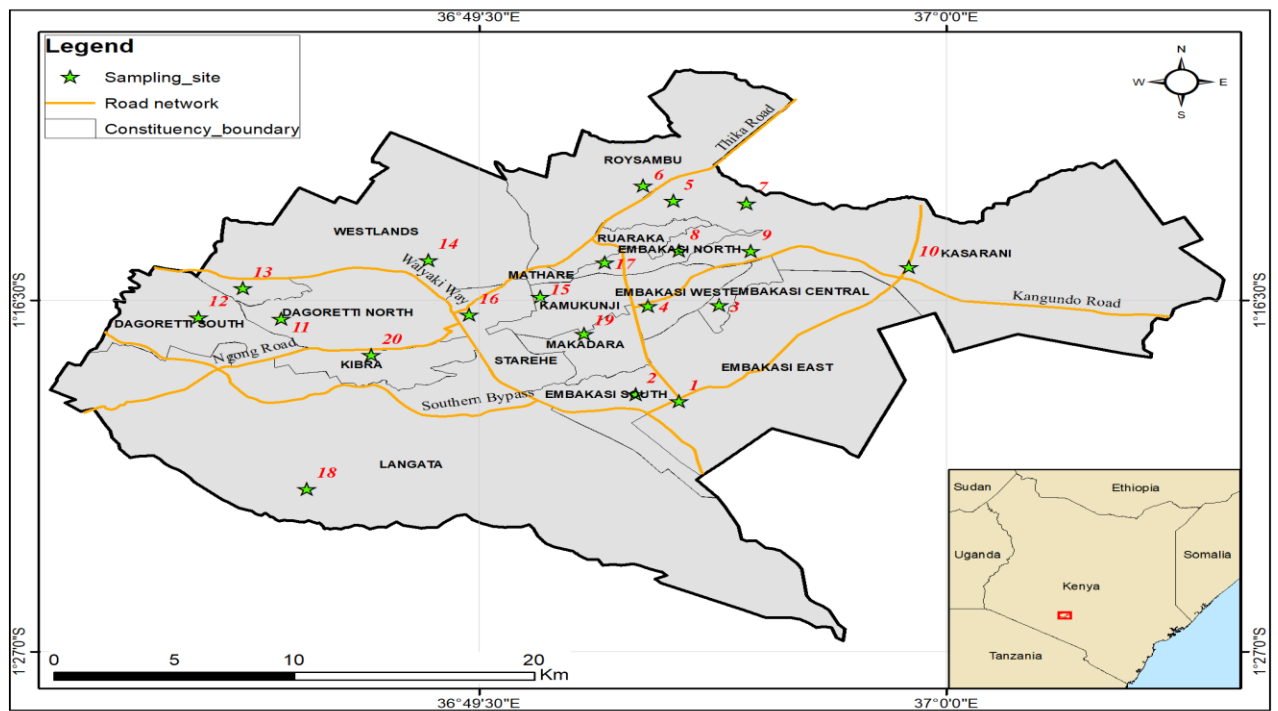 36°49'30"E
37°0'0"E
Legend
Sampling_site
Road network
Constituency_boundary
N
W
E
S
Thika Road
ROYSAMBU
6
5
7
WESTLANDS
RUARAKA
8
EMBAKASI NORTH
9
14
Waiyaki Way
10
KASARANI
17
MATHARE
13
1°16'30"S
1°16'30"S
15
KAMUKUNJI
EMBAKASI WEST
EMBAKASI CENTRAL
Kangundo Road
12
DAGORETTI SOUTH
11
DAGORETTI NORTH
16
4
3
19
MAKADARA
Ngong Road
20
KIBRA
STAREHE
EMBAKASI EAST
2
1
EMBAKASI SOUTH
Southern Bypass
LANGATA
18
Sudan
Ethiopia
Uganda
Somalia
Kenya
Tanzania
1°27'0"S
1°27'0"S
0
5
10
20
Km
36°49'30"E
37°0'0"E